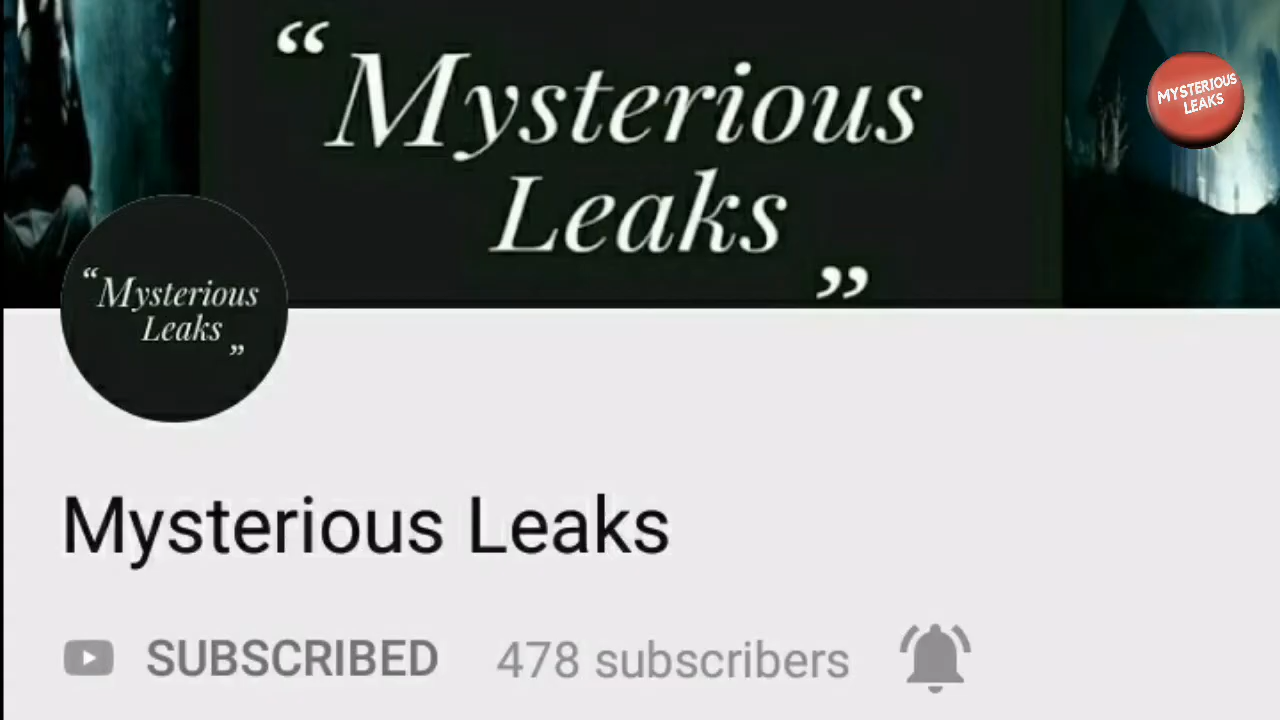 “Mysterious
Leaks”
MYSTERIOUS
LEAKS
“Mysterious
Leaks”
Mysterious Leaks
SUBSCRIBED 478 subscribers